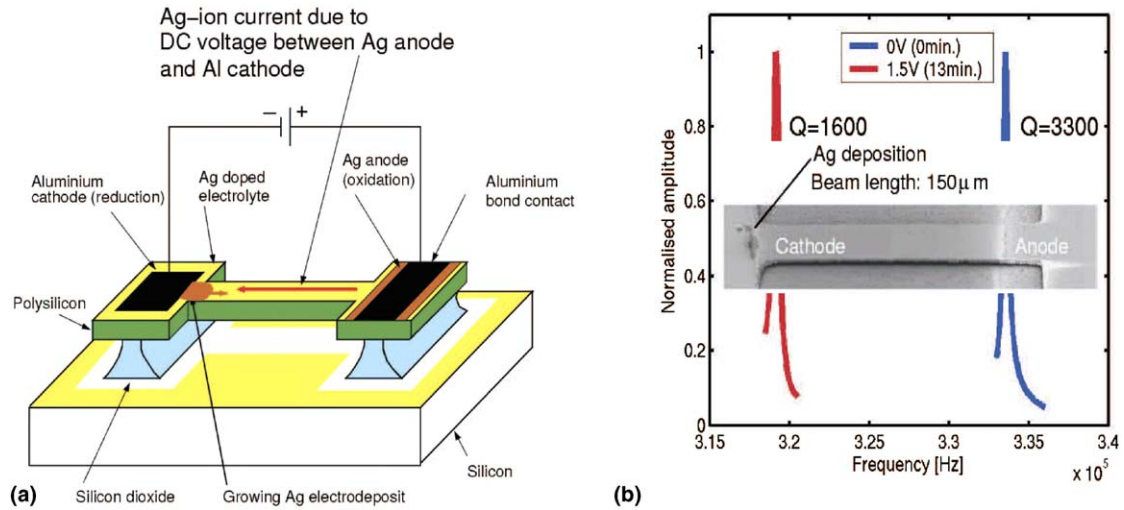 Ag-ion current due to
DC voltage between Ag anode
and Al cathode
− +
Aluminium
cathode (reduction)
Ag doped
electrolyte
Ag anode
(oxidation)
Aluminium
bond contact
Polysilicon
Silicon dioxide
Growing Ag electrodeposit
Silicon
(a)
Normalised amplitude
1
0.8
0.6
0.4
0.2
0
0V (0min.)
1.5V (13min.)
Q=1600
Q=3300
Ag deposition
Beam length: 150μm
Cathode
Anode
3.15
3.2
3.25
3.3
3.35
3.4
Frequency [Hz]
x 10⁵
(b)